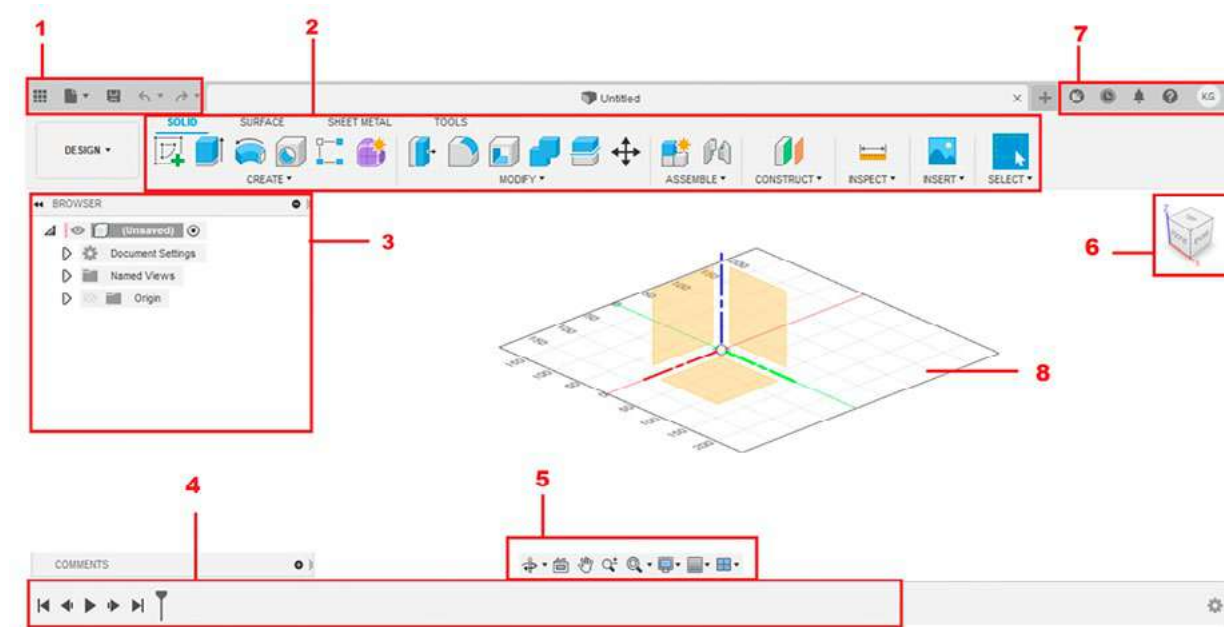 1
2
7
Untitled
KG
SOLID SURFACE SHEET METAL TOOLS
DESIGN
CREATE MODIFY ASSEMBLE CONSTRUCT INSPECT INSERT SELECT
BROWSER
(Unsaved)
Document Settings
Named Views
Origin
3
6
Z
8
4
5
COMMENTS